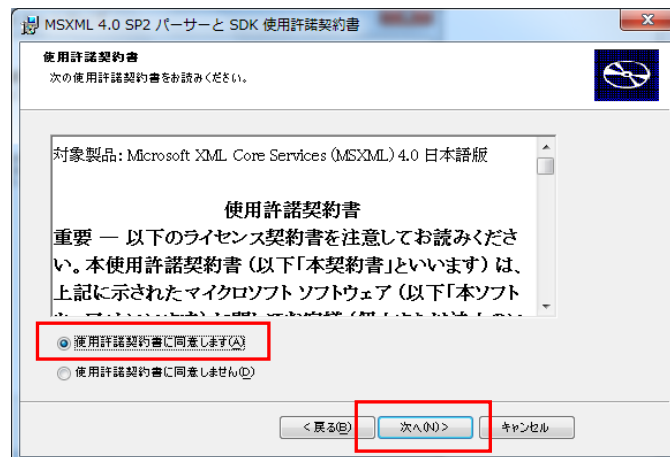 MSXML 4.0 SP2 パーサーと SDK 使用許諾契約書
使用許諾契約書
次の使用許諾契約書をお読みください。
対象製品: Microsoft XML Core Services (MSXML) 4.0 日本語版
使用許諾契約書
重要 — 以下のライセンス契約書を注意してお読みくださ
い。本使用許諾契約書 (以下「本契約書」といいます) は、
上記に示されたマイクロソフト ソフトウェア (以下「本ソフト
使用許諾契約書に同意します(A)
使用許諾契約書に同意しません(D)
< 戻る(B)
次へ(N) >
キャンセル